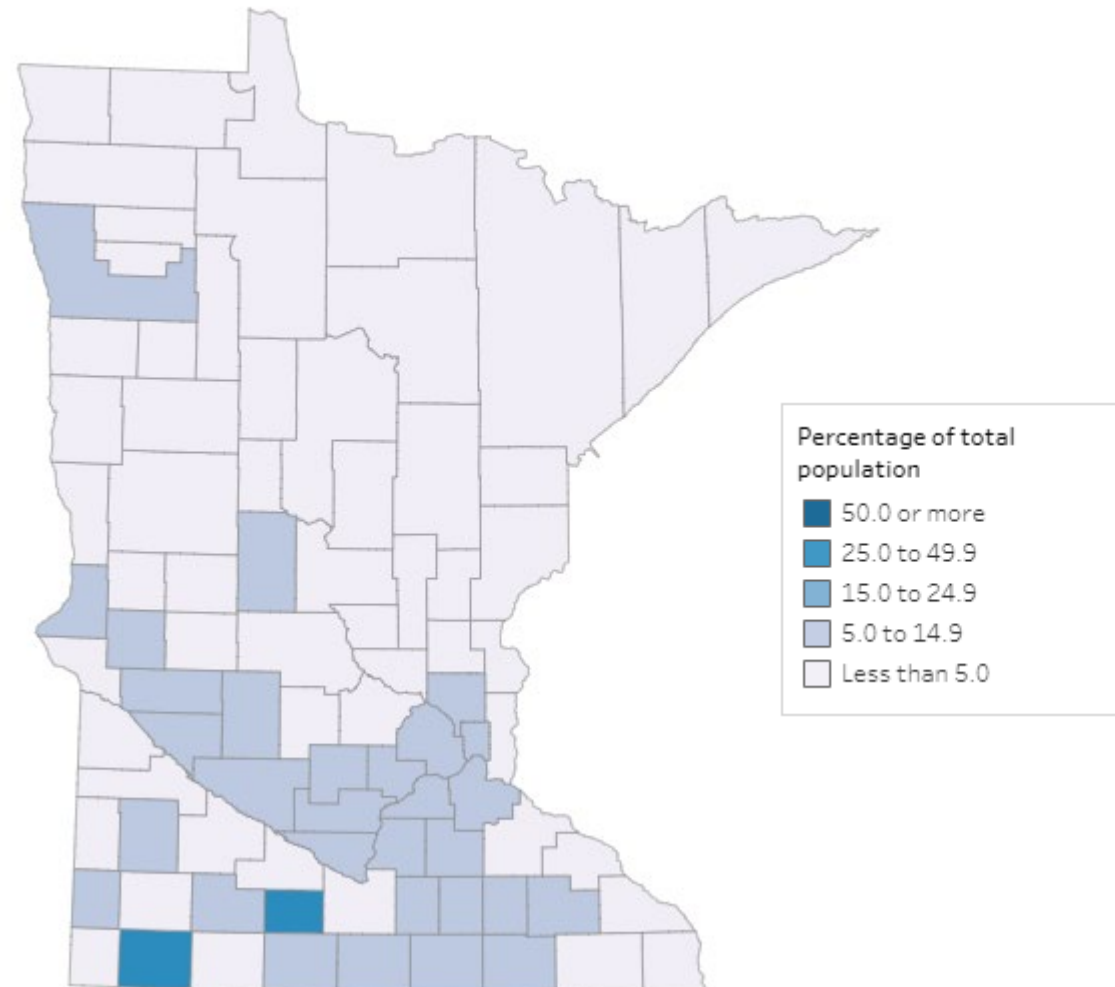 Percentage of total
population
50.0 or more
25.0 to 49.9
15.0 to 24.9
5.0 to 14.9
Less than 5.0